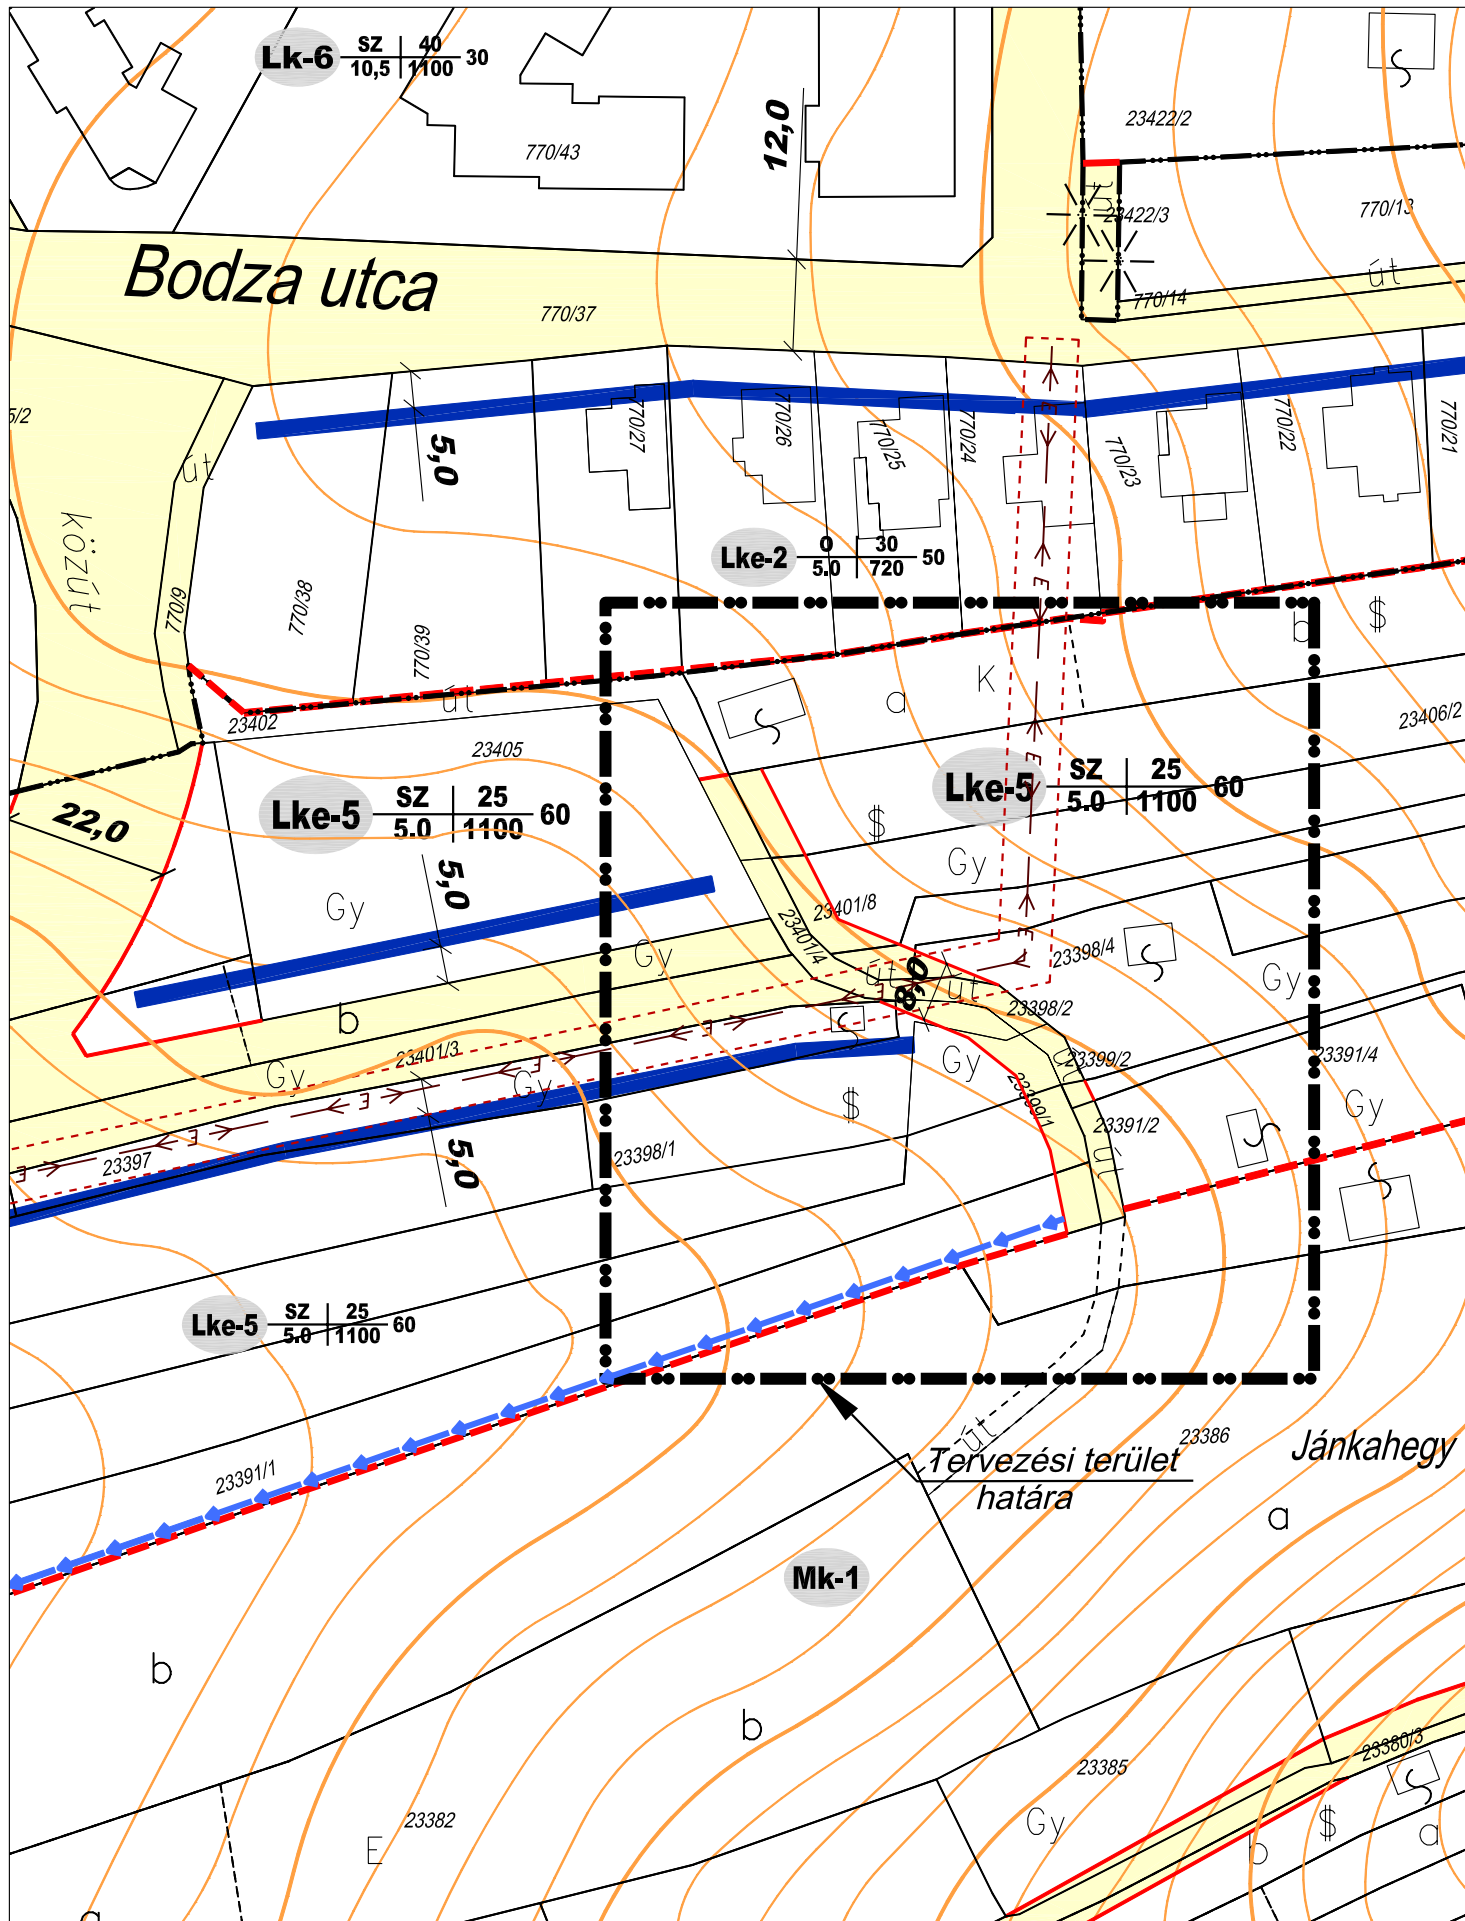 Lk-6 SZ 40 30
10,5 1100
770/43
12,0
23422/2
út
23422/3
770/13
Bodza utca
770/37
770/14
út
5/2
út
5,0
770/27
770/26
770/25
770/24
770/23
770/22
770/21
közút
770/9
770/38
770/39
Lke-2 O 30 50
5.0 720
b
$
K
a
út
23402
23405
23406/2
Lke-5 SZ 25 60
5.0 1100
Lke-5 SZ 25 60
5.0 1100
22,0
$
Gy
5,0
Gy
23401/8
23401/4
Gy
23398/4
Gy
út
8,0
út
23398/2
b
23401/3
Gy
Gy
E
E
E
E
E
E
E
E
E
E
Gy
23399/2
út
23391/4
Gy
$
23399/1
23391/2
út
23397
5,0
23398/1
Lke-5 SZ 25 60
5.0 1100
út
23386
Jánkahegy
Tervezési terület
határa
23391/1
a
Mk-1
b
b
23380/3
23385
23382
Gy
$
a
b
E
a